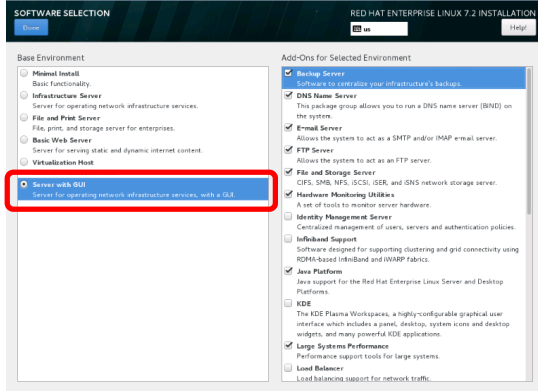 SOFTWARE SELECTION
RED HAT ENTERPRISE LINUX 7.2 INSTALLATION
Done
us
Help!
Base Environment
Minimal Install
Basic functionality.
Infrastructure Server
Server for operating network infrastructure services.
File and Print Server
File, print, and storage server for enterprises.
Basic Web Server
Server for serving static and dynamic internet content.
Virtualization Host
Server with GUI
Server for operating network infrastructure services, with a GUI.
Add-Ons for Selected Environment
Backup Server
Software to centralize your infrastructure's backups.
DNS Name Server
This package group allows you to run a DNS name server (BIND) on
the system.
E-mail Server
Allows the system to act as a SMTP and/or IMAP e-mail server.
FTP Server
Allows the system to act as an FTP server.
File and Storage Server
CIFS, SMB, NFS, iSCSI, iSER, and iSNS network storage server.
Hardware Monitoring Utilities
A set of tools to monitor server hardware.
Identity Management Server
Centralized management of users, servers and authentication policies.
Infiniband Support
Software designed for supporting clustering and grid connectivity using
RDMA-based InfiniBand and iWARP fabrics.
Java Platform
Java support for the Red Hat Enterprise Linux Server and Desktop
Platforms.
KDE
The KDE Plasma Workspaces, a highly-configurable graphical user
interface which includes a panel, desktop, system icons and desktop
widgets, and many powerful KDE applications.
Large Systems Performance
Performance support tools for large systems.
Load Balancer
Load balancing support for network traffic.